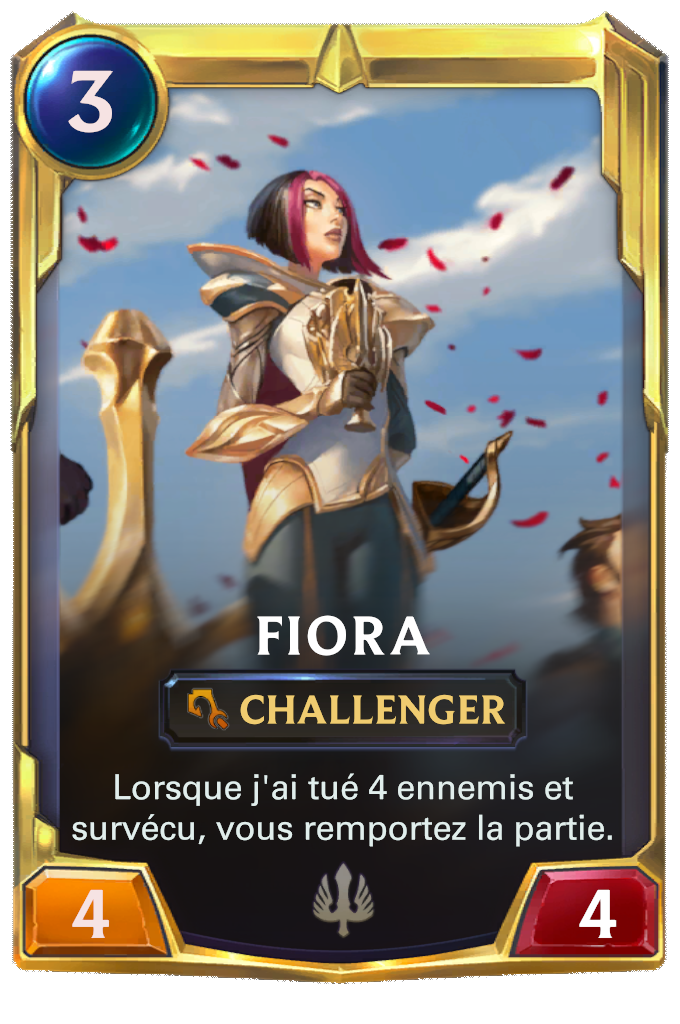 3
FIORA
CHALLENGER
Lorsque j'ai tué 4 ennemis et
survécu, vous remportez la partie.
4
4